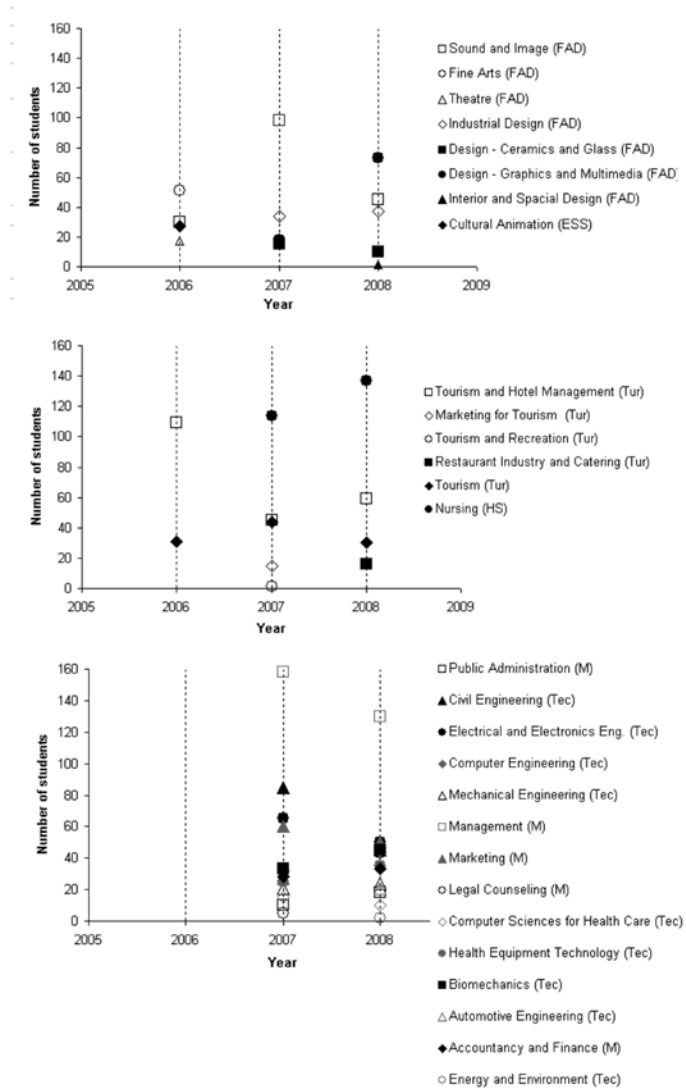 160
140
120
100
80
60
40
20
0
Number of students
2005 2006 2007 2008 2009
Year
Sound and Image (FAD)
Fine Arts (FAD)
Theatre (FAD)
Industrial Design (FAD)
Design - Ceramics and Glass (FAD)
Design - Graphics and Multimedia (FAD)
Interior and Spacial Design (FAD)
Cultural Animation (ESS)
160
140
120
100
80
60
40
20
0
Number of students
2005 2006 2007 2008 2009
Year
Tourism and Hotel Management (Tur)
Marketing for Tourism (Tur)
Tourism and Recreation (Tur)
Restaurant Industry and Catering (Tur)
Tourism (Tur)
Nursing (HS)
160
140
120
100
80
60
40
20
0
Number of students
2005 2006 2007 2008
Year
Public Administration (M)
Civil Engineering (Tec)
Electrical and Electronics Eng. (Tec)
Computer Engineering (Tec)
Mechanical Engineering (Tec)
Management (M)
Marketing (M)
Legal Counseling (M)
Computer Sciences for Health Care (Tec)
Health Equipment Technology (Tec)
Biomechanics (Tec)
Automotive Engineering (Tec)
Accountancy and Finance (M)
Energy and Environment (Tec)